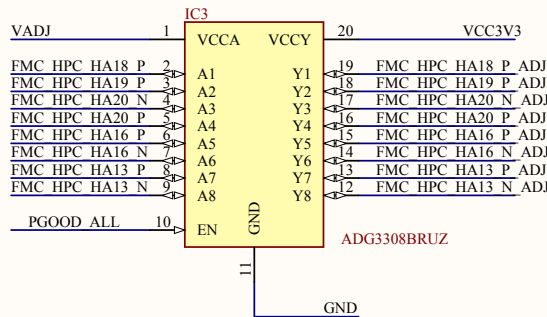 IC3
VADJ 1 VCCA VCCY 20 VCC3V3
FMC_HPC_HA18_P 2 A1 Y1 19 FMC_HPC_HA18_P_ADJ
FMC_HPC_HA19_P 3 A2 Y2 18 FMC_HPC_HA19_P_ADJ
FMC_HPC_HA20_N 4 A3 Y3 17 FMC_HPC_HA20_N_ADJ
FMC_HPC_HA20_P 5 A4 Y4 16 FMC_HPC_HA20_P_ADJ
FMC_HPC_HA16_P 6 A5 Y5 15 FMC_HPC_HA16_P_ADJ
FMC_HPC_HA16_N 7 A6 Y6 14 FMC_HPC_HA16_N_ADJ
FMC_HPC_HA13_P 8 A7 Y7 13 FMC_HPC_HA13_P_ADJ
FMC_HPC_HA13_N 9 A8 Y8 12 FMC_HPC_HA13_N_ADJ
PGOOD_ALL 10 EN GND
ADG3308BRUZ
11
GND